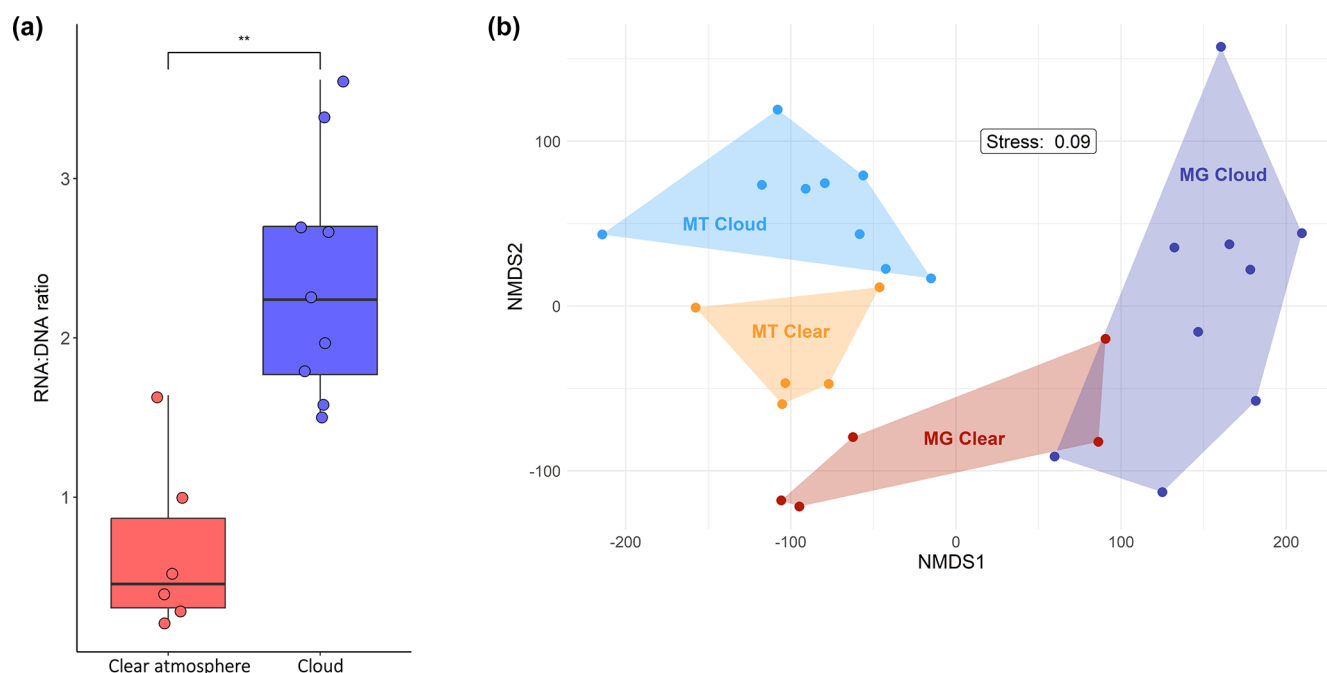 (a)
**
RNA:DNA ratio
3
2
1
Clear atmosphere
Cloud
(b)
NMDS2
100
0
-100
Stress: 0.09
MG Cloud
MT Cloud
MT Clear
MG Clear
-200
-100
0
100
200
NMDS1